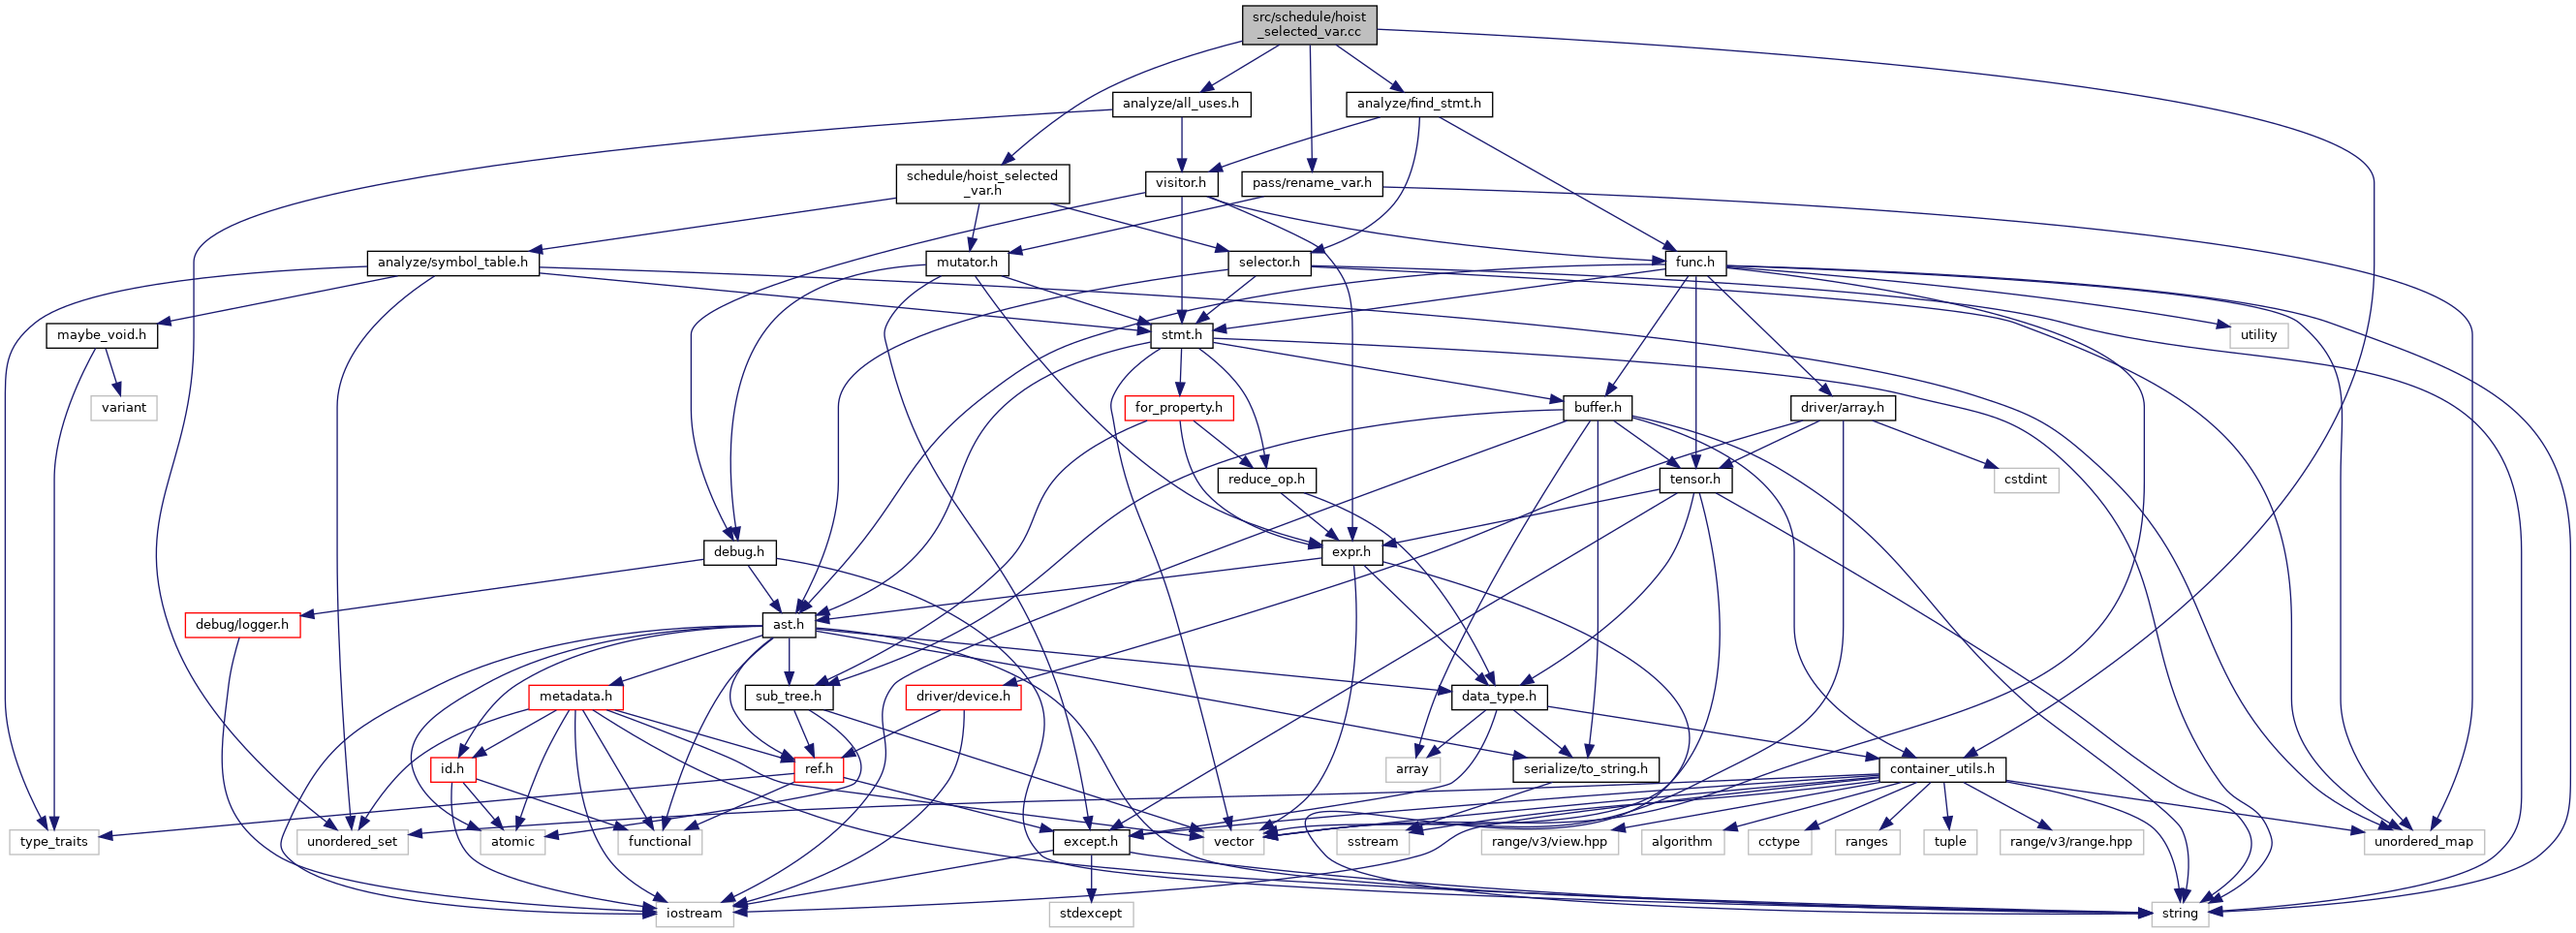 src/schedule/hoist
_selected_var.cc
analyze/all_uses.h
analyze/find_stmt.h
schedule/hoist_selected
_var.h
visitor.h
pass/rename_var.h
analyze/symbol_table.h
mutator.h
selector.h
func.h
maybe_void.h
stmt.h
utility
variant
for_property.h
buffer.h
driver/array.h
reduce_op.h
tensor.h
cstdint
debug.h
expr.h
debug/logger.h
ast.h
metadata.h
sub_tree.h
driver/device.h
data_type.h
id.h
ref.h
array
serialize/to_string.h
container_utils.h
type_traits
unordered_set
atomic
functional
except.h
vector
sstream
range/v3/view.hpp
algorithm
cctype
ranges
tuple
range/v3/range.hpp
unordered_map
iostream
stdexcept
string